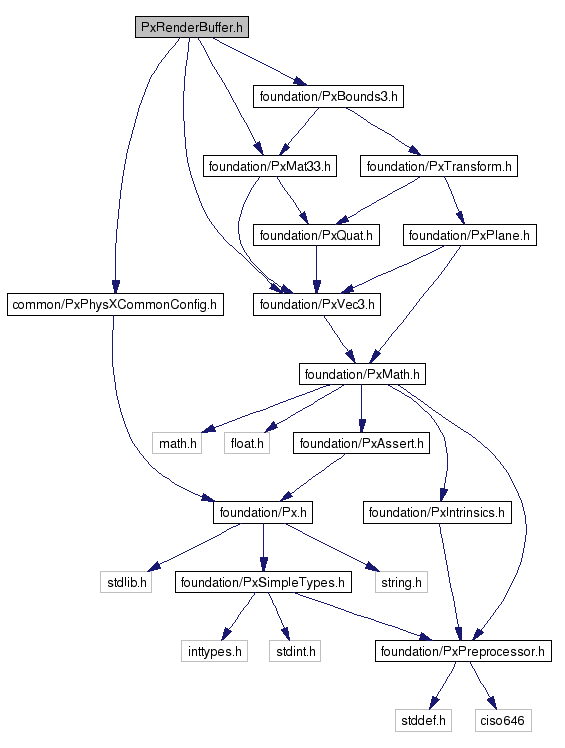 PxRenderBuffer.h
foundation/PxBounds3.h
foundation/PxMat33.h
foundation/PxTransform.h
foundation/PxQuat.h
foundation/PxPlane.h
common/PxPhysXCommonConfig.h
foundation/PxVec3.h
foundation/PxMath.h
math.h
float.h
foundation/PxAssert.h
foundation/Px.h
foundation/PxIntrinsics.h
stdlib.h
foundation/PxSimpleTypes.h
string.h
inttypes.h
stdint.h
foundation/PxPreprocessor.h
stddef.h
ciso646